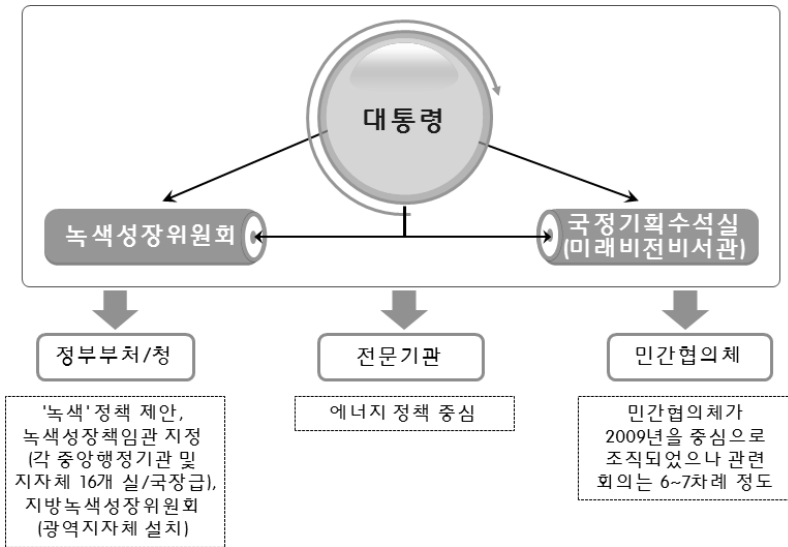 대통령
녹색성장위원회
국정기획수석실
(미래비전비서관)
정부부처/청
전문기관
민간협의체
'녹색' 정책 제안,
녹색성장책임관 지정
(각 중앙행정기관 및
지자체 16개 실/국장급),
지방녹색성장위원회
(광역지자체 설치)
에너지 정책 중심
민간협의체가
2009년을 중심으로
조직되었으나 관련
회의는 6~7차례 정도